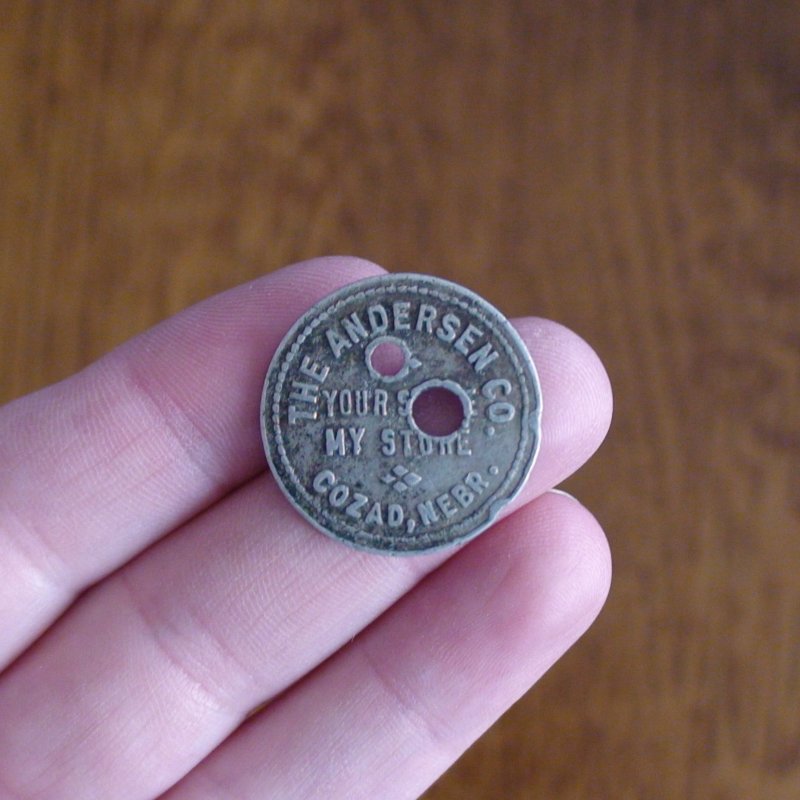 THE ANDERSEN CO.
YOUR
MY STORE
COZAD, NEBR.